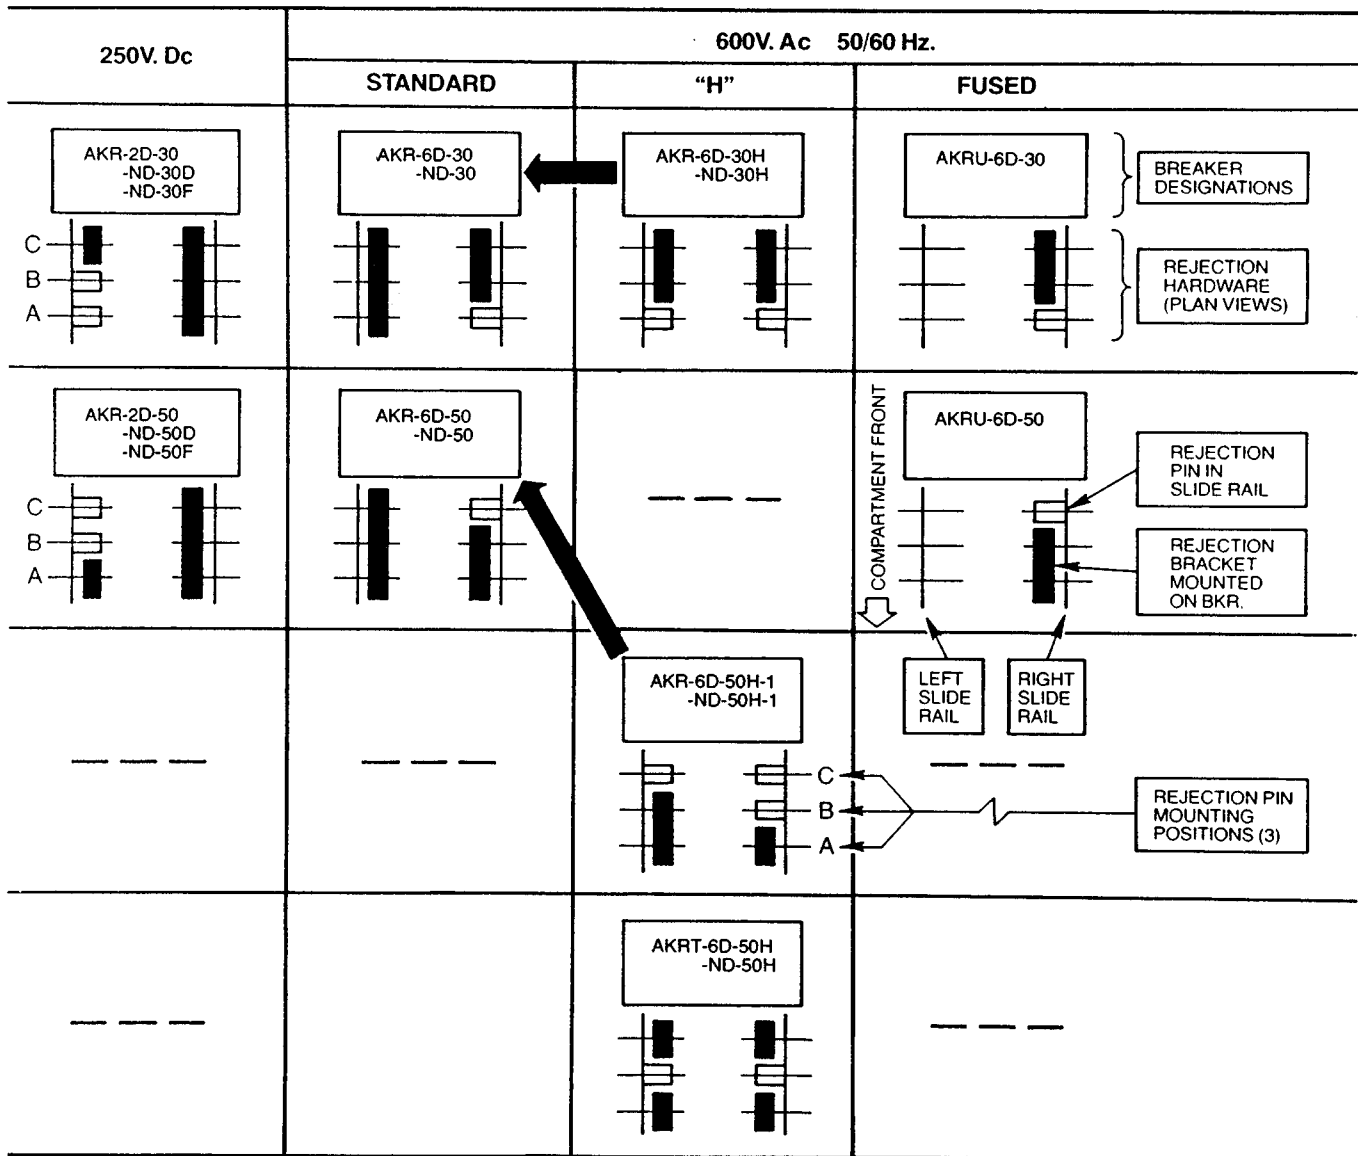 250V. Dc
600V. Ac 50/60 Hz.
STANDARD
"H"
FUSED
AKR-2D-30
-ND-30D
-ND-30F
AKR-6D-30
-ND-30
AKR-6D-30H
-ND-30H
AKRU-6D-30
BREAKER
DESIGNATIONS
C
B
A
REJECTION
HARDWARE
(PLAN VIEWS)
AKR-2D-50
-ND-50D
-ND-50F
AKR-6D-50
-ND-50
COMPARTMENT FRONT
AKRU-6D-50
REJECTION
PIN IN
SLIDE RAIL
C
B
A
REJECTION
BRACKET
MOUNTED
ON BKR.
AKR-6D-50H-1
-ND-50H-1
LEFT
SLIDE
RAIL
RIGHT
SLIDE
RAIL
C
B
A
REJECTION PIN
MOUNTING
POSITIONS (3)
AKRT-6D-50H
-ND-50H